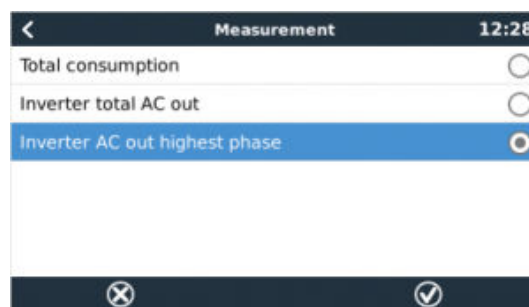 Measurement 12:28
Total consumption
Inverter total AC out
Inverter AC out highest phase